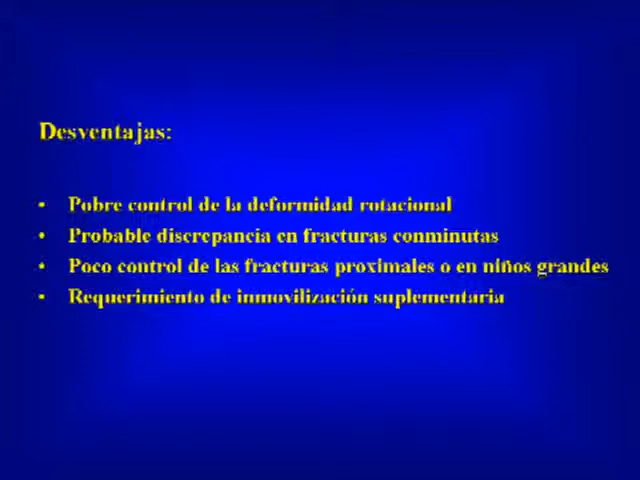 Desventajas:
• Pobre control de la deformidad rotacional
• Probable discrepancia en fracturas conminutas
• Poco control de las fracturas proximales o en niños grandes
• Requerimiento de inmovilización suplementaria